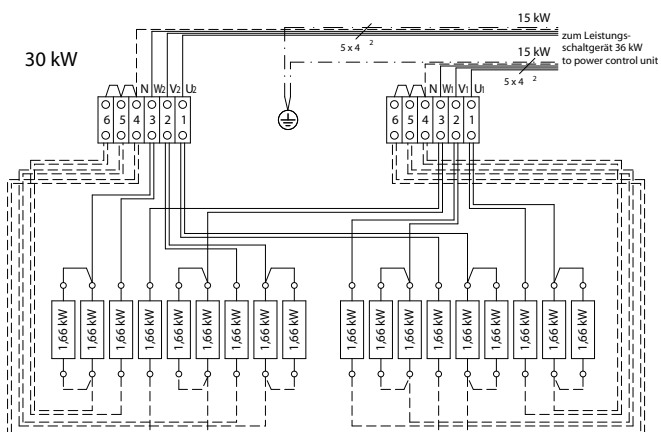 30 kW
15 kW
5 x 4 2
zum Leistungs-
schaltgerät 36 kW
to power control unit
15 kW
5 x 4 2
N W2 V2 U2
6 5 4 3 2 1
N W1 V1 U1
6 5 4 3 2 1
1,66 kW 1,66 kW 1,66 kW 1,66 kW 1,66 kW 1,66 kW 1,66 kW 1,66 kW 1,66 kW
1,66 kW 1,66 kW 1,66 kW 1,66 kW 1,66 kW 1,66 kW 1,66 kW 1,66 kW 1,66 kW